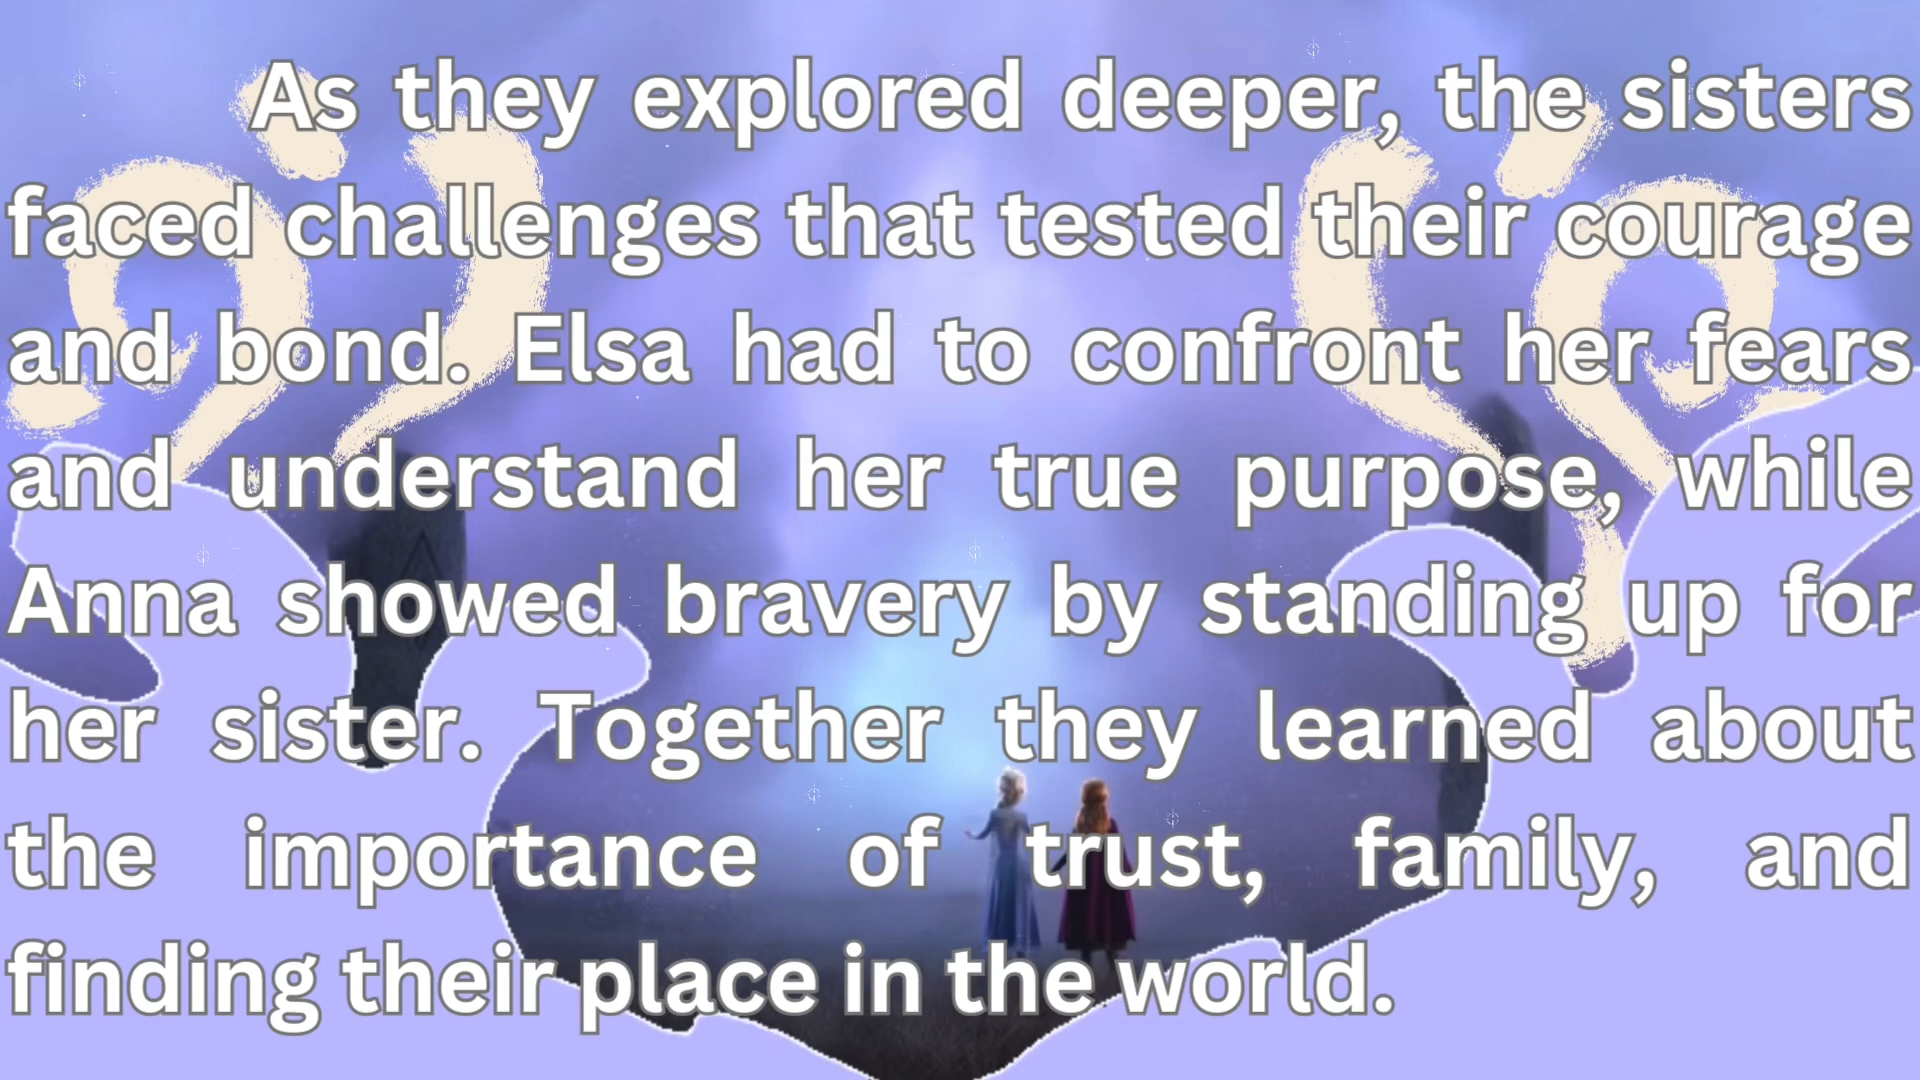 As they explored deeper, the sisters
faced challenges that tested their courage
and bond. Elsa had to confront her fears
and understand her true purpose, while
Anna showed bravery by standing up for
her sister. Together they learned about
the importance of trust, family, and
finding their place in the world.